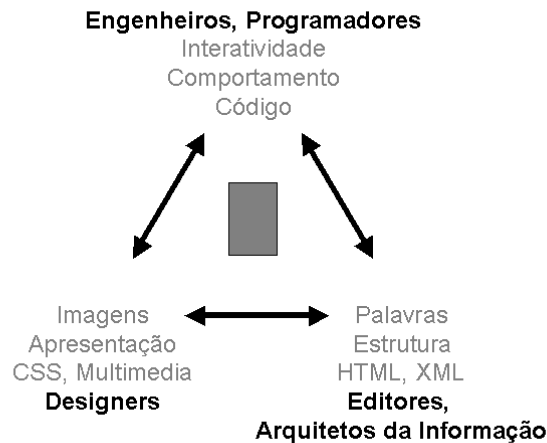 Engenheiros, Programadores
Interatividade
Comportamento
Código
Imagens
Apresentação
CSS, Multimedia
Designers
Palavras
Estrutura
HTML, XML
Editores,
Arquitetos da Informação